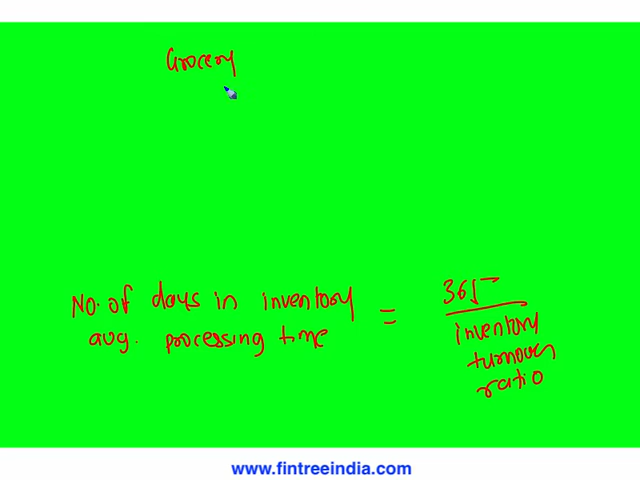 Grocery
No. of days in inventory
avg. processing time
=
365
inventory
turnover
ratio
www.fintreeindia.com